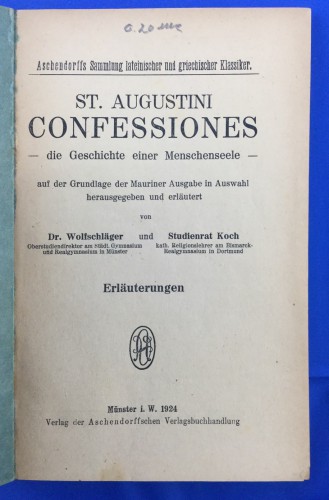 0.20
Aschendorffs Sammlung lateinischer und griechischer Klassiker.
ST. AUGUSTINI
CONFESSIONES
— die Geschichte einer Menschenseele —
auf der Grundlage der Mauriner Ausgabe in Auswahl
herausgegeben und erläutert
von
Dr. Wolfschläger und Studienrat Koch
Oberstudiendirektor am Städt. Gymnasium kath. Religionslehrer am Bismarck-
und Realgymnasium in Münster Realgymnasium in Dortmund
Erläuterungen
Münster i. W. 1924
Verlag der Aschendorffschen Verlagsbuchhandlung